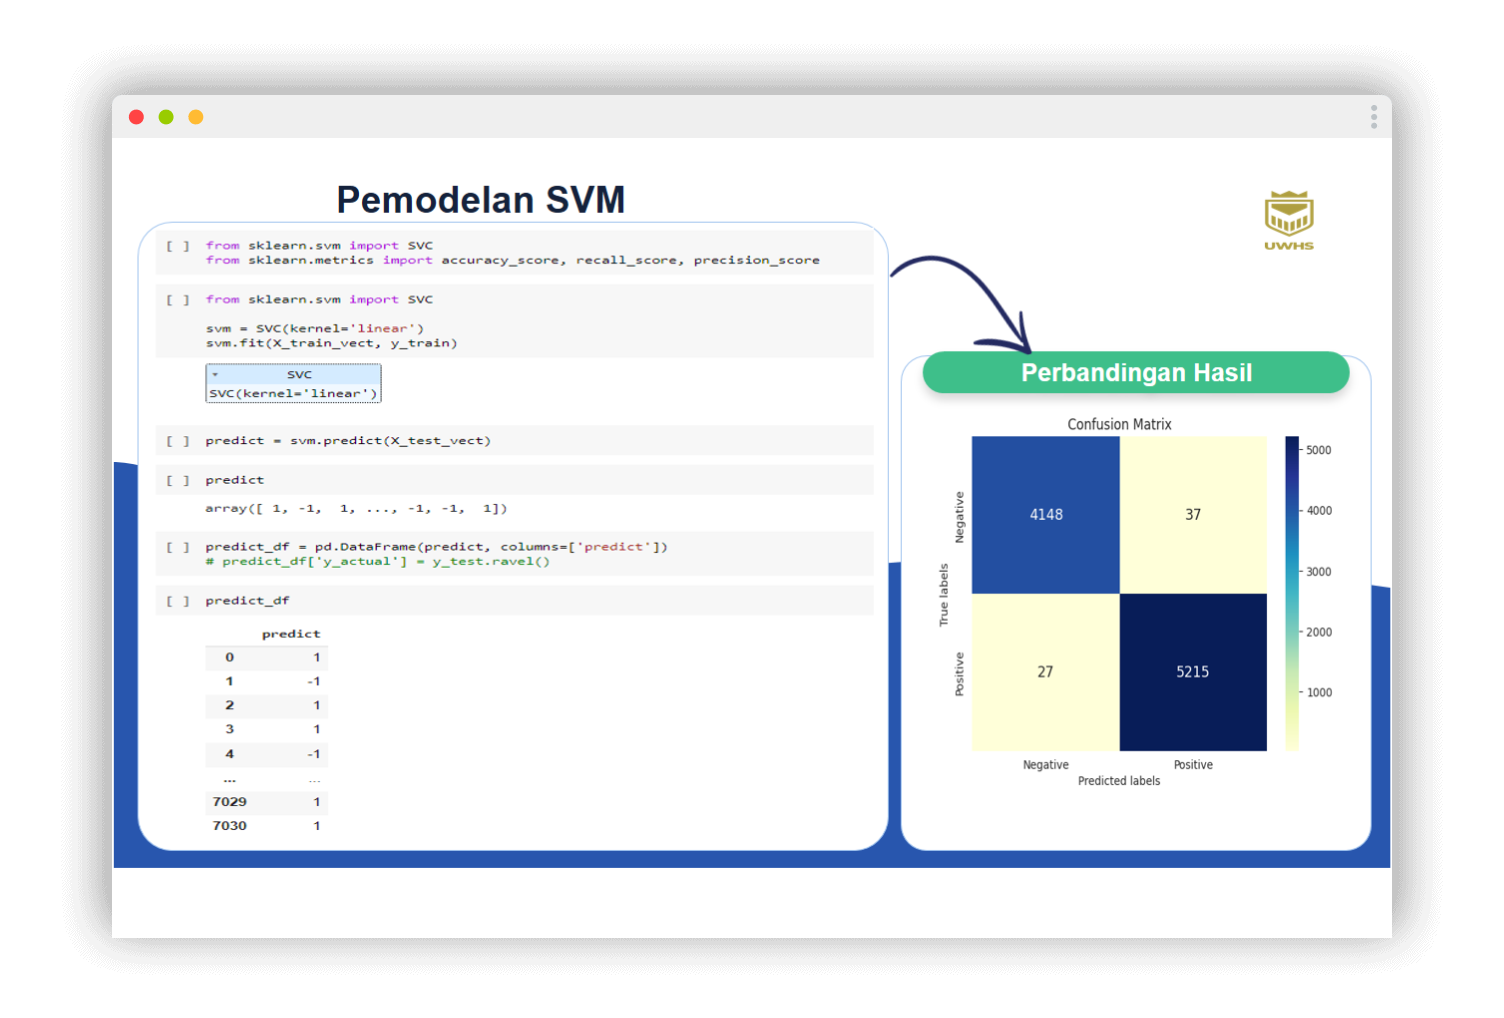 Pemodelan SVM
[ ] from sklearn.svm import SVC
from sklearn.metrics import accuracy_score, recall_score, precision_score
[ ] from sklearn.svm import SVC
svm = SVC(kernel='linear')
svm.fit(X_train_vect, y_train)
SVC
SVC(kernel='linear')
[ ] predict = svm.predict(X_test_vect)
[ ] predict
array([ 1, -1,  1, ..., -1, -1,  1])
[ ] predict_df = pd.DataFrame(predict, columns=['predict'])
# predict_df['y_actual'] = y_test.ravel()
[ ] predict_df
predict
0 1
1 -1
2 1
3 1
4 -1
... ...
7029 1
7030 1
UWHS
Perbandingan Hasil
Confusion Matrix
True labels
Negative
Positive
4148 37
27 5215
Negative Positive
Predicted labels
5000
4000
3000
2000
1000